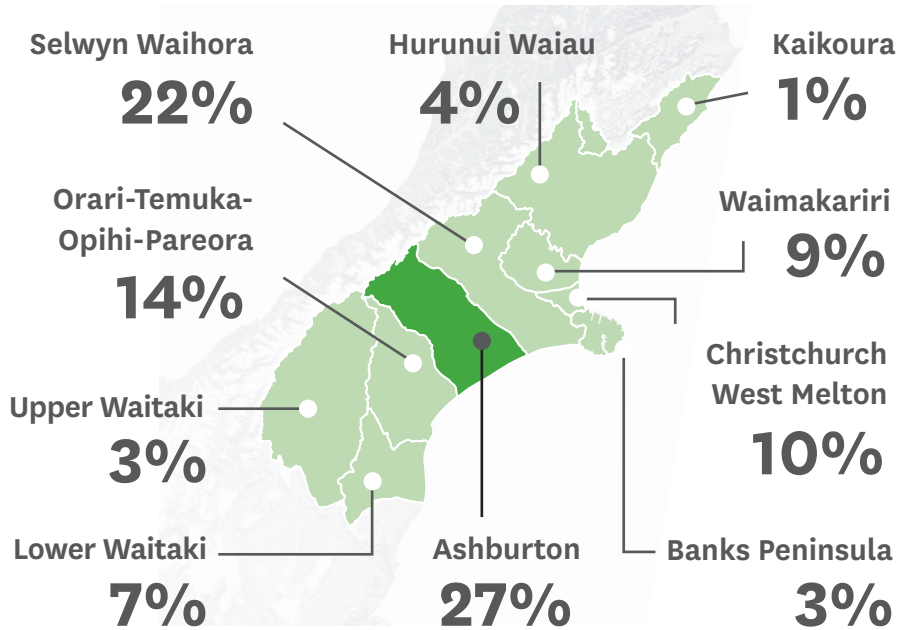 Selwyn Waihora
22%
Hurunui Waiau
4%
Kaikoura
1%
Orari-Temuka-
Opihi-Pareora
14%
Waimakariri
9%
Christchurch
West Melton
10%
Upper Waitaki
3%
Lower Waitaki
7%
Ashburton
27%
Banks Peninsula
3%